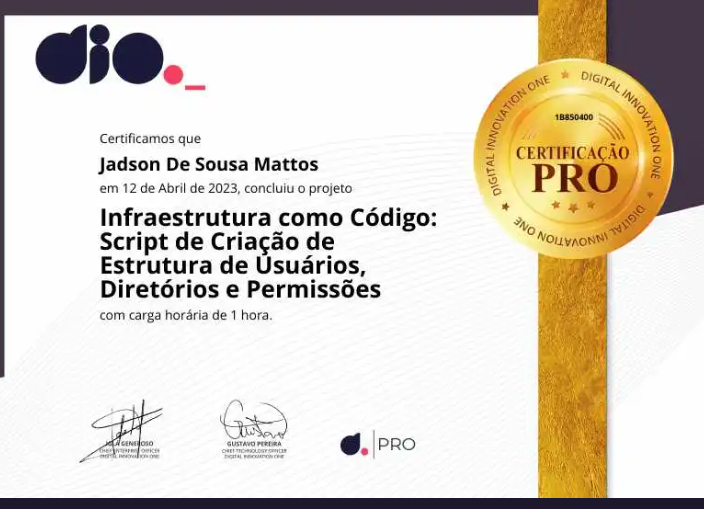 dio._
Certificamos que
Jadson De Sousa Mattos
em 12 de Abril de 2023, concluiu o projeto
Infraestrutura como Código:
Script de Criação de
Estrutura de Usuários,
Diretórios e Permissões
com carga horária de 1 hora.
DIGITAL INNOVATION ONE ★ DIGITAL INNOVATION ONE ★ DIGITAL INNOVATION ONE ★
1B850400
CERTIFICAÇÃO
PRO
GENEROSO
DIGITAL INNOVATION ONE
GUSTAVO PEREIRA
CHIEF TECHNOLOGY OFFICER
DIGITAL INNOVATION ONE
d. PRO